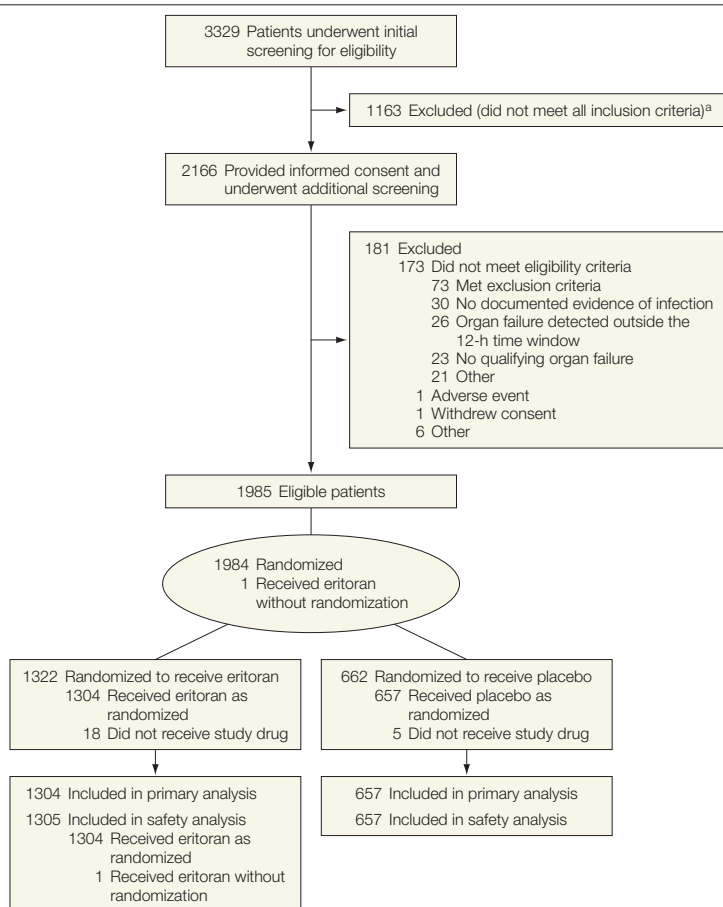 3329 Patients underwent initial
screening for eligibility
1163 Excluded (did not meet all inclusion criteria)a
2166 Provided informed consent and
underwent additional screening
181 Excluded
173 Did not meet eligibility criteria
73 Met exclusion criteria
30 No documented evidence of infection
26 Organ failure detected outside the
12-h time window
23 No qualifying organ failure
21 Other
1 Adverse event
1 Withdrew consent
6 Other
1985 Eligible patients
1984 Randomized
1 Received eritoran
without randomization
1322 Randomized to receive eritoran
1304 Received eritoran as
randomized
18 Did not receive study drug
662 Randomized to receive placebo
657 Received placebo as
randomized
5 Did not receive study drug
1304 Included in primary analysis
1305 Included in safety analysis
1304 Received eritoran as
randomized
1 Received eritoran without
randomization
657 Included in primary analysis
657 Included in safety analysis